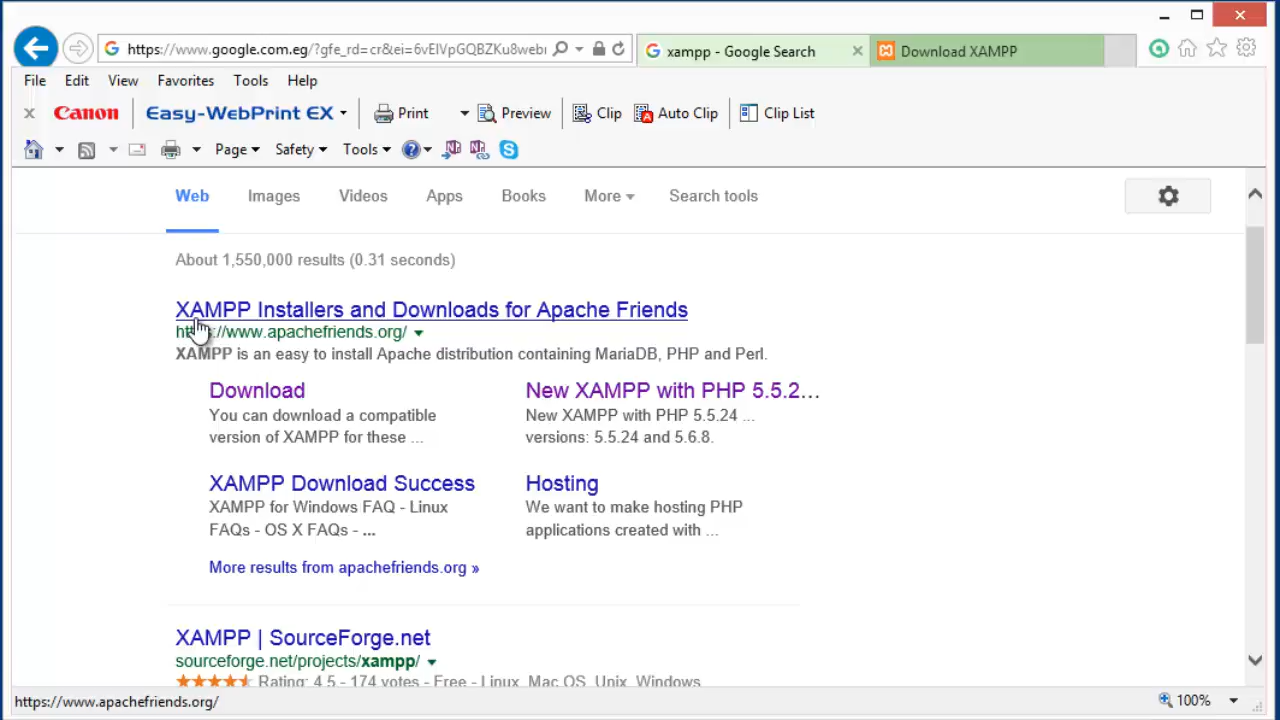 https://www.google.com.eg/?gfe_rd=cr&ei=6vEIVpGQBZKu8web
xampp - Google Search
Download XAMPP
File Edit View Favorites Tools Help
Canon Easy-WebPrint EX Print Preview Clip Auto Clip Clip List
Page Safety Tools
Web Images Videos Apps Books More Search tools
About 1,550,000 results (0.31 seconds)
XAMPP Installers and Downloads for Apache Friends
https://www.apachefriends.org/
XAMPP is an easy to install Apache distribution containing MariaDB, PHP and Perl.
Download
You can download a compatible
version of XAMPP for these ...
New XAMPP with PHP 5.5.2...
New XAMPP with PHP 5.5.24 ...
versions: 5.5.24 and 5.6.8.
XAMPP Download Success
XAMPP for Windows FAQ - Linux
FAQs - OS X FAQs - ...
Hosting
We want to make hosting PHP
applications created with ...
More results from apachefriends.org »
XAMPP | SourceForge.net
sourceforge.net/projects/xampp/
Rating: 4.5 - 174 votes - Free - Linux, Mac OS, Unix, Windows
https://www.apachefriends.org/
100%